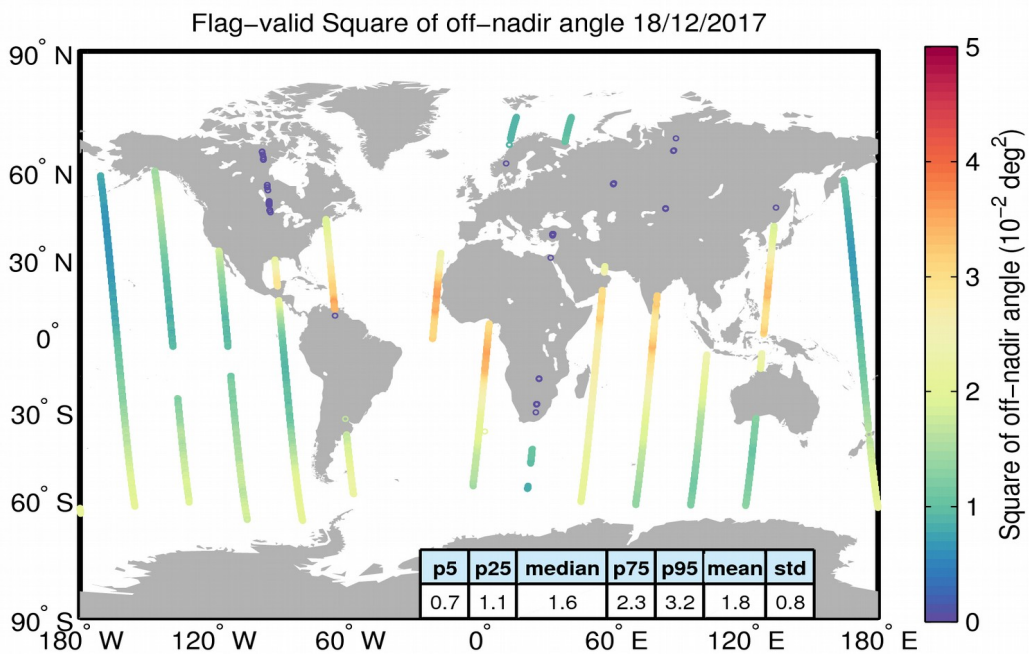 Flag−valid Square of off−nadir angle 18/12/2017
90° N
60° N
30° N
0°
30° S
60° S
90° S
180° W
120° W
60° W
0°
60° E
120° E
180° E
p5 p25 median p75 p95 mean std
0.7 1.1 1.6 2.3 3.2 1.8 0.8
5
4
3
2
1
0
Square of off−nadir angle (10⁻² deg²)